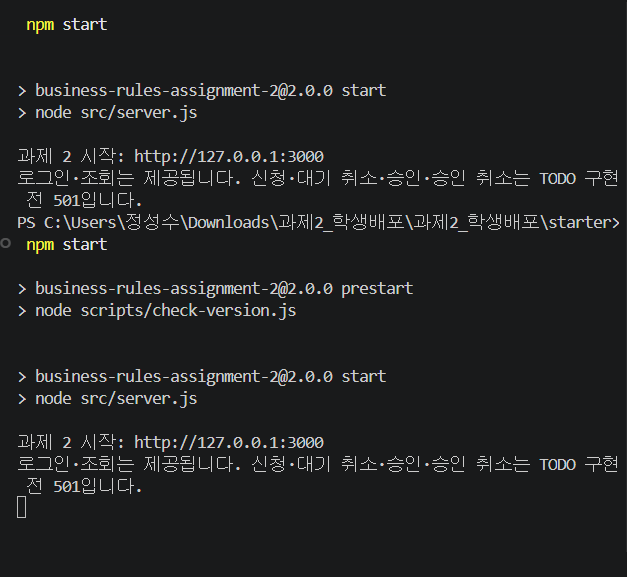 npm start
> business-rules-assignment-2@2.0.0 start
> node src/server.js
과제 2 시작: http://127.0.0.1:3000
로그인·조회는 제공됩니다. 신청·대기 취소·승인·승인 취소는 TODO 구현
전 501입니다.
PS C:\Users\정성수\Downloads\과제2_학생배포\과제2_학생배포\starter>
npm start
> business-rules-assignment-2@2.0.0 prestart
> node scripts/check-version.js
> business-rules-assignment-2@2.0.0 start
> node src/server.js
과제 2 시작: http://127.0.0.1:3000
로그인·조회는 제공됩니다. 신청·대기 취소·승인·승인 취소는 TODO 구현
전 501입니다.